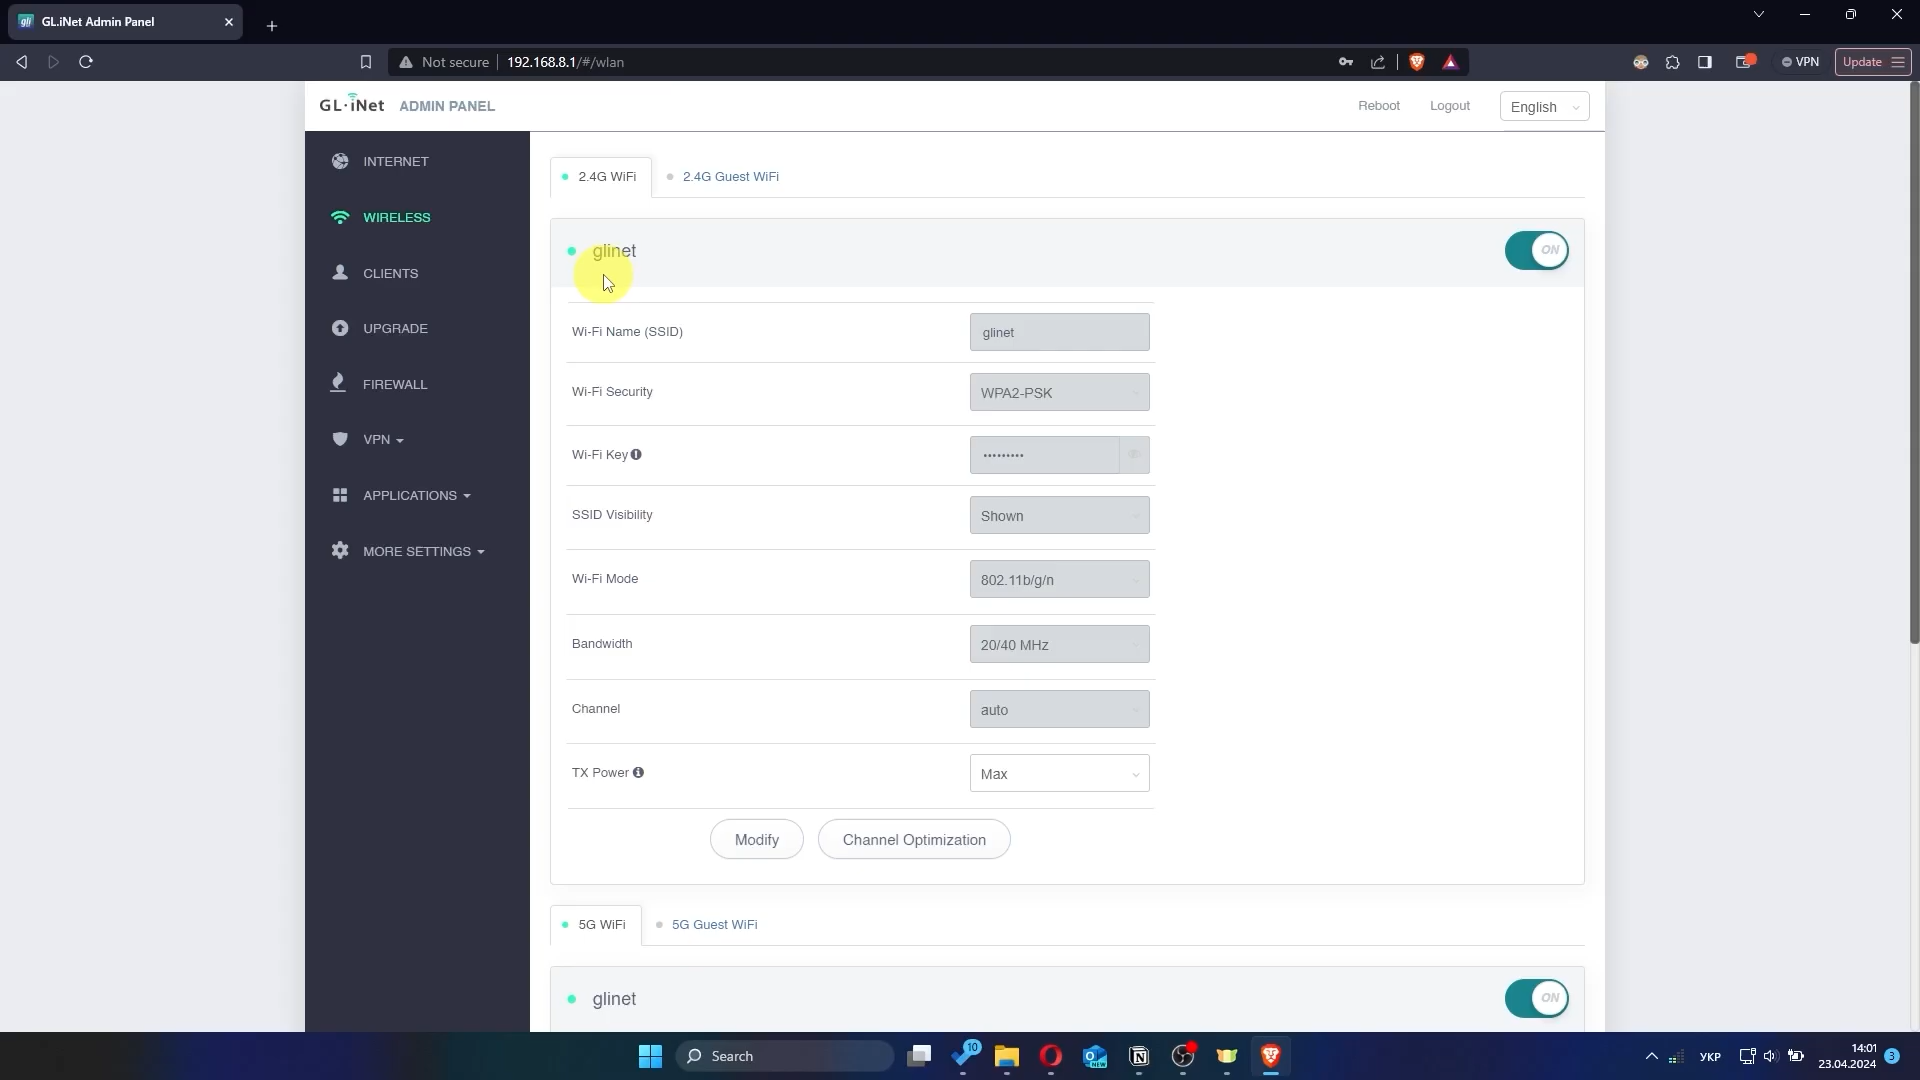 GL.iNet Admin Panel
Not secure 192.168.8.1/#/wlan
VPN
Update
GL·iNet ADMIN PANEL
Reboot
Logout
English
INTERNET
WIRELESS
CLIENTS
UPGRADE
FIREWALL
VPN
APPLICATIONS
MORE SETTINGS
2.4G WiFi
2.4G Guest WiFi
glinet
ON
Wi-Fi Name (SSID)
glinet
Wi-Fi Security
WPA2-PSK
Wi-Fi Key
•••••••••
SSID Visibility
Shown
Wi-Fi Mode
802.11b/g/n
Bandwidth
20/40 MHz
Channel
auto
TX Power
Max
Modify
Channel Optimization
5G WiFi
5G Guest WiFi
glinet
ON
Search
10
NEW
УКР
14:01
23.04.2024
3